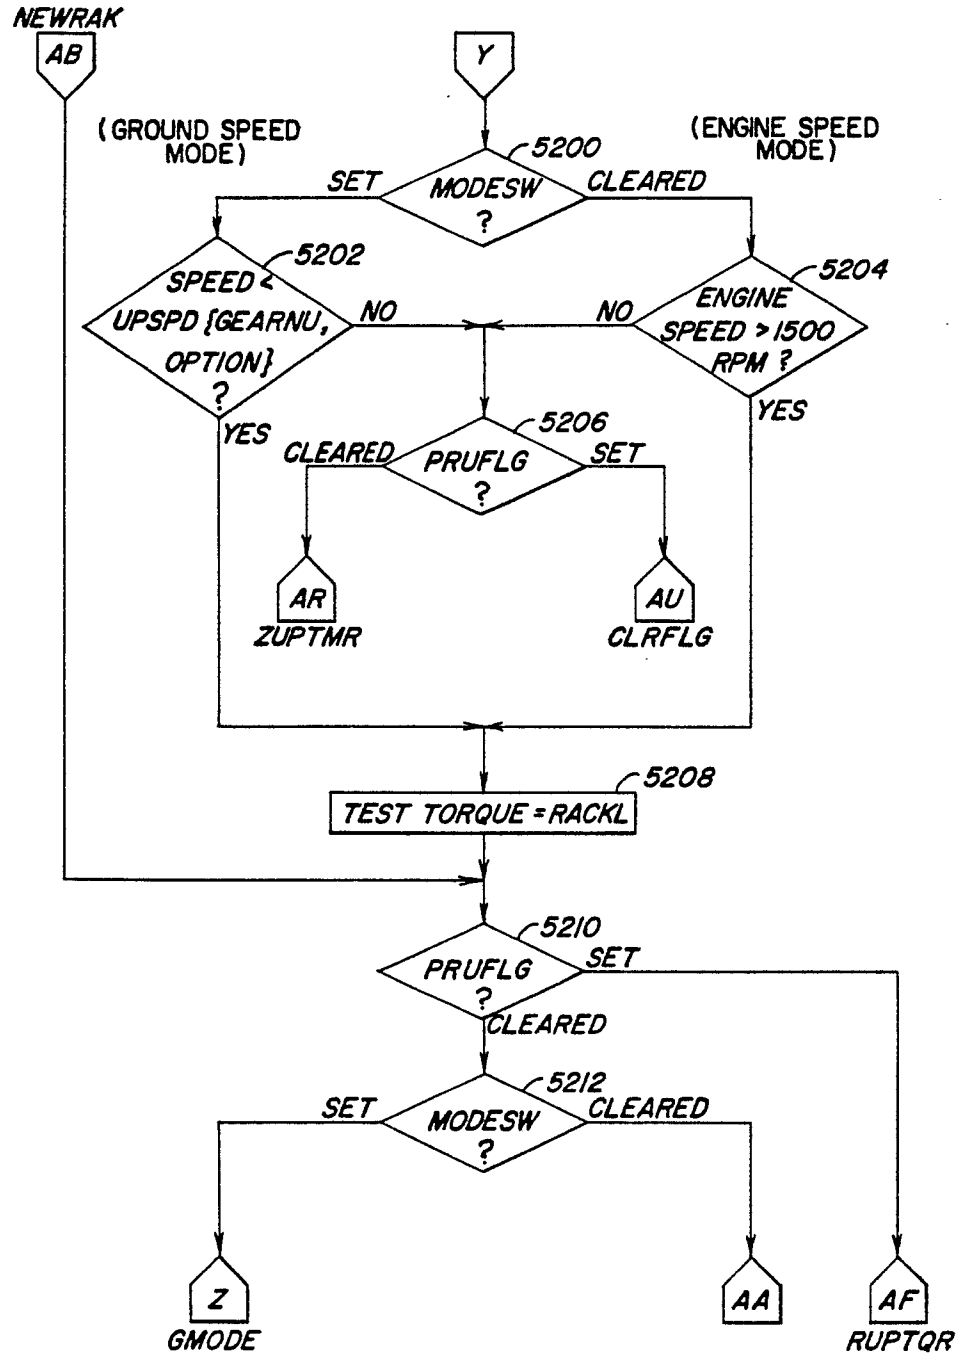 NEWRAK
AB
Y
(GROUND SPEED
MODE)
(ENGINE SPEED
MODE)
5200
SET
MODESW
?
CLEARED
5202
SPEED <
UPSPD {GEARNU,
OPTION}
?
NO
YES
5204
ENGINE
SPEED > 1500
RPM ?
NO
YES
5206
CLEARED
PRUFLG
?
SET
AR
ZUPTMR
AU
CLRFLG
5208
TEST TORQUE = RACKL
5210
PRUFLG
?
SET
CLEARED
5212
SET
MODESW
?
CLEARED
Z
GMODE
AA
AF
RUPTQR